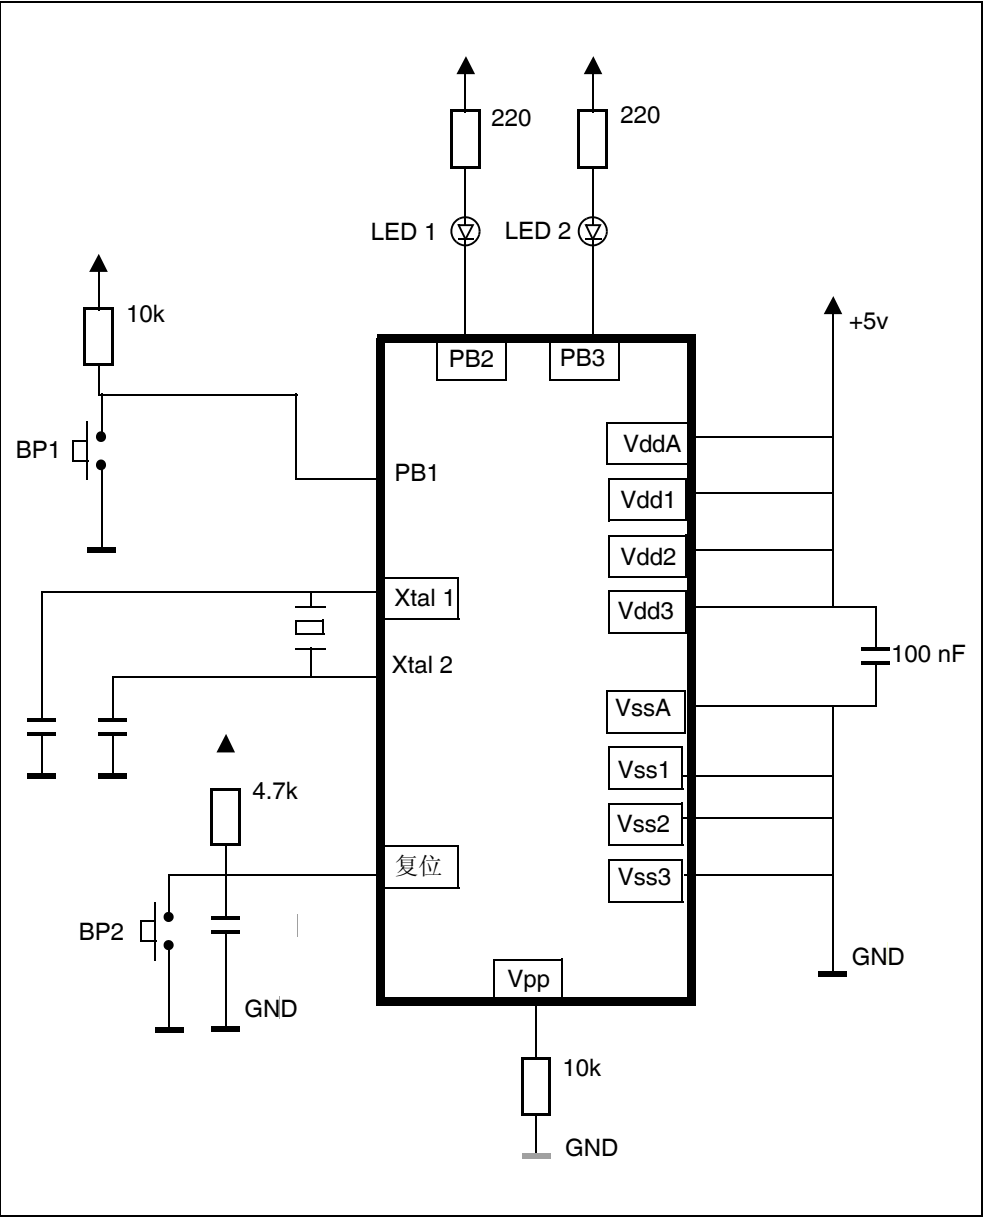 220
220
LED 1
LED 2
10k
+5v
PB2
PB3
BP1
PB1
VddA
Vdd1
Vdd2
Xtal 1
Vdd3
Xtal 2
100 nF
VssA
Vss1
4.7k
Vss2
复位
Vss3
BP2
GND
Vpp
GND
10k
GND